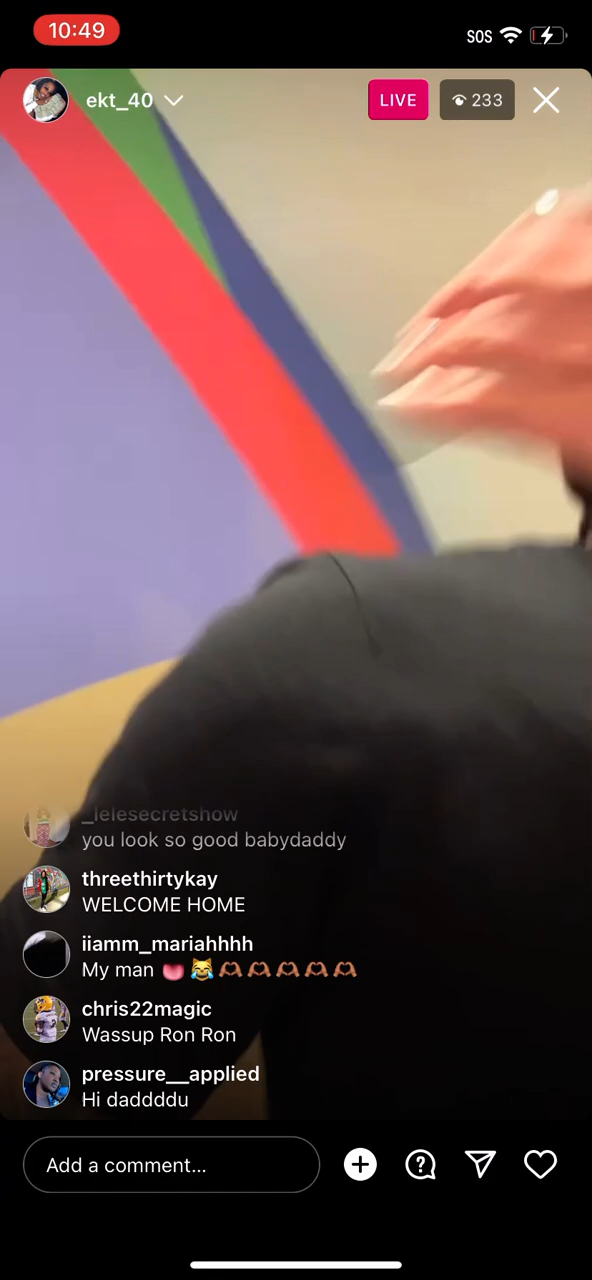 10:49
SOS
ekt_40
LIVE
233
_lelesecretshow
you look so good babydaddy
threethirtykay
WELCOME HOME
iiamm_mariahhhh
My man 👅😹🫶🏾🫶🏾🫶🏾🫶🏾🫶🏾
chris22magic
Wassup Ron Ron
pressure__applied
Hi daddddu
Add a comment...